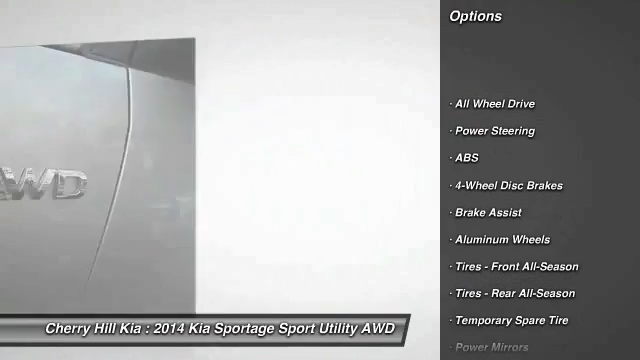 Options
· All Wheel Drive
· Power Steering
· ABS
· 4-Wheel Disc Brakes
· Brake Assist
· Aluminum Wheels
· Tires - Front All-Season
· Tires - Rear All-Season
· Temporary Spare Tire
· Power Mirrors
AWD
Cherry Hill Kia : 2014 Kia Sportage Sport Utility AWD